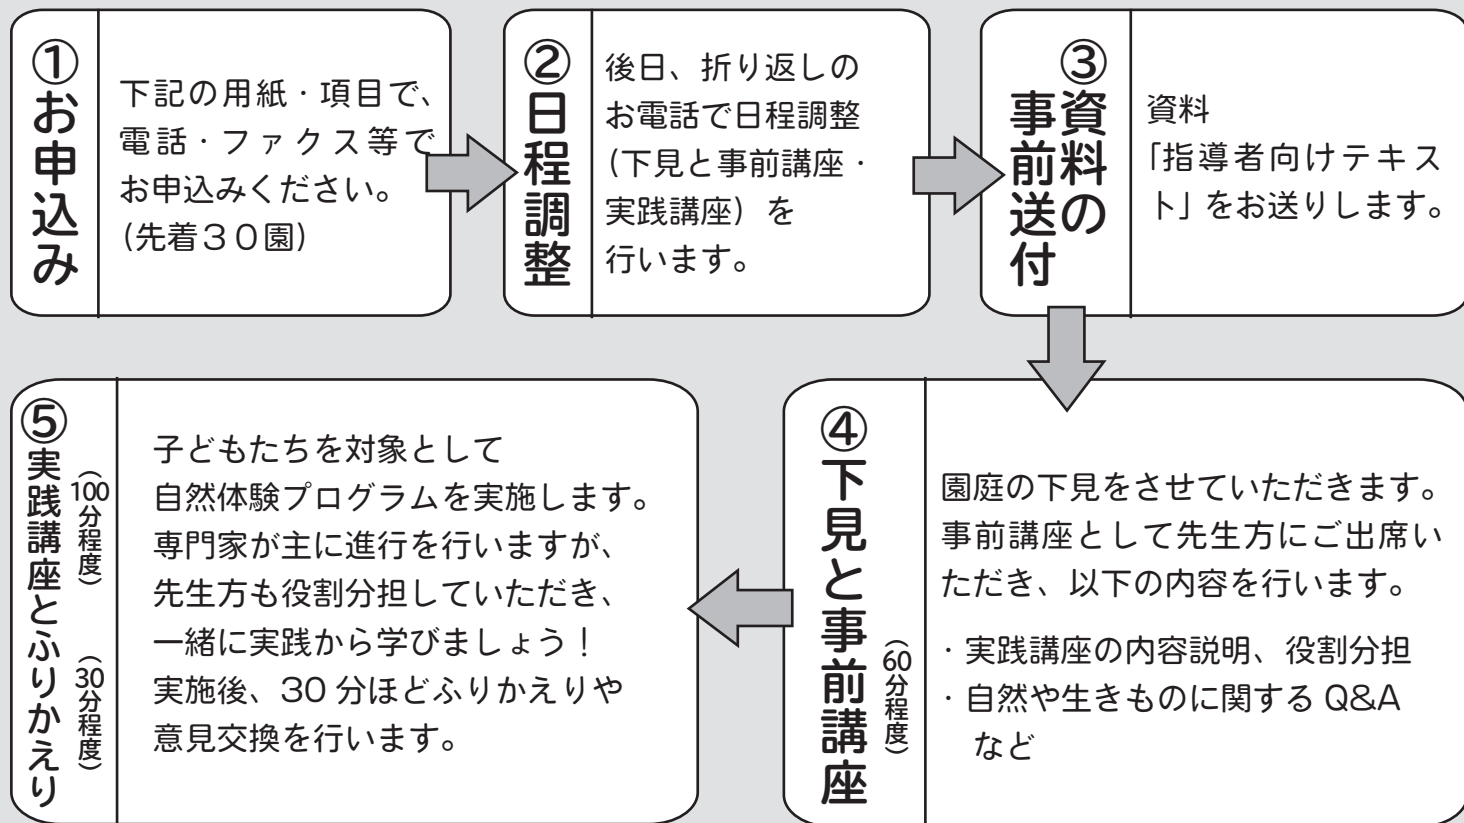 ①お申込み
下記の用紙・項目で、
電話・ファクス等で
お申込みください。
(先着30園)
②日程調整
後日、折り返しの
お電話で日程調整
(下見と事前講座・
実践講座)を
行います。
③資料の
事前送付
資料
「指導者向けテキス
ト」をお送りします。
④下見と事前講座
(60分程度)
園庭の下見をさせていただきます。
事前講座として先生方にご出席い
ただき、以下の内容を行います。
・実践講座の内容説明、役割分担
・自然や生きものに関する Q&A
など
⑤実践講座とふりかえり
(100分程度)
(30分程度)
子どもたちを対象として
自然体験プログラムを実施します。
専門家が主に進行を行いますが、
先生方も役割分担していただき、
一緒に実践から学びましょう!
実施後、30 分ほどふりかえりや
意見交換を行います。